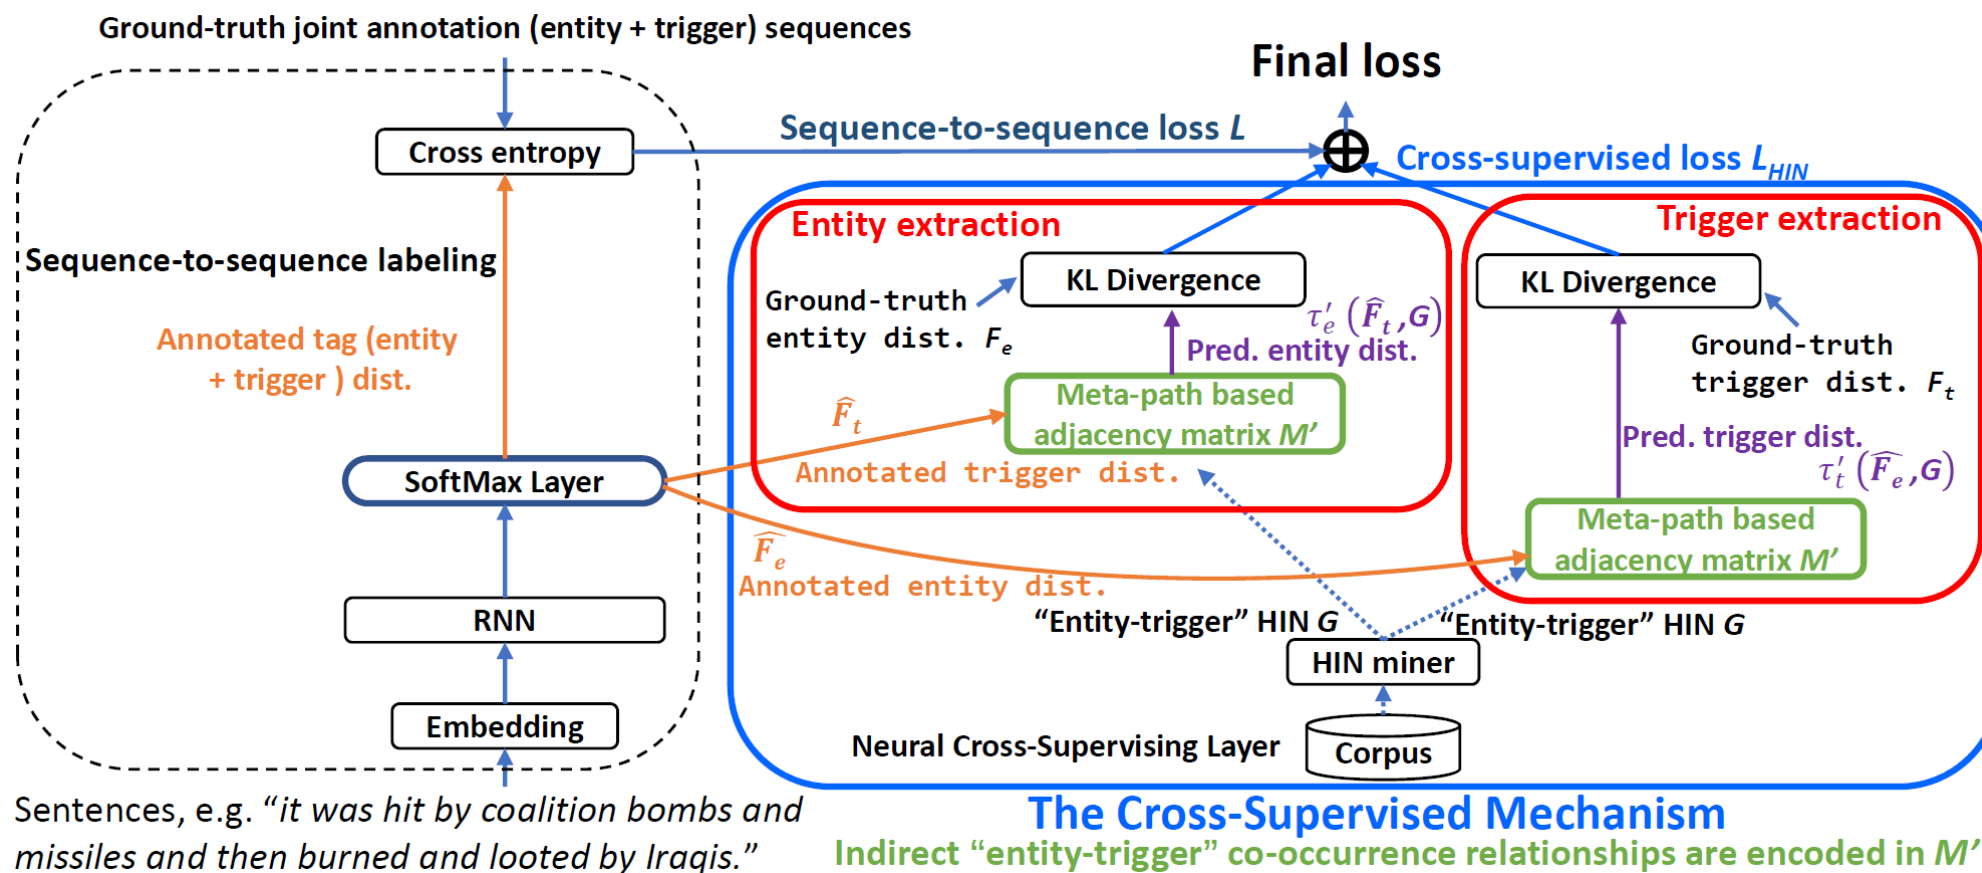 Ground-truth joint annotation (entity + trigger) sequences
Final loss
Cross entropy
Sequence-to-sequence loss L
Cross-supervised loss L_HIN
Entity extraction
Trigger extraction
Sequence-to-sequence labeling
KL Divergence
KL Divergence
Ground-truth
entity dist. F_e
τ′_e (F̂_t, G)
Pred. entity dist.
Ground-truth
trigger dist. F_t
Annotated tag (entity
+ trigger ) dist.
Meta-path based
adjacency matrix M’
F̂_t
Annotated trigger dist.
Pred. trigger dist.
τ′_t (F̂_e, G)
SoftMax Layer
Meta-path based
adjacency matrix M’
F̂_e
Annotated entity dist.
RNN
“Entity-trigger” HIN G
“Entity-trigger” HIN G
HIN miner
Embedding
Neural Cross-Supervising Layer
Corpus
Sentences, e.g. “it was hit by coalition bombs and
missiles and then burned and looted by Iraqis.”
The Cross-Supervised Mechanism
Indirect “entity-trigger” co-occurrence relationships are encoded in M’